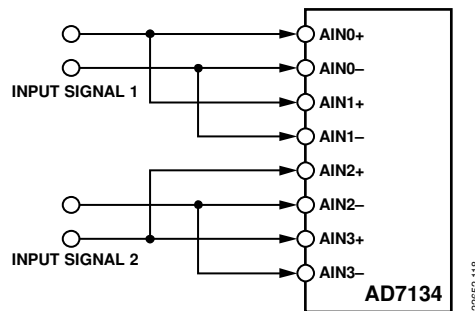 AIN0+
AIN0–
INPUT SIGNAL 1
AIN1+
AIN1–
AIN2+
AIN2–
AIN3+
INPUT SIGNAL 2
AIN3–
AD7134